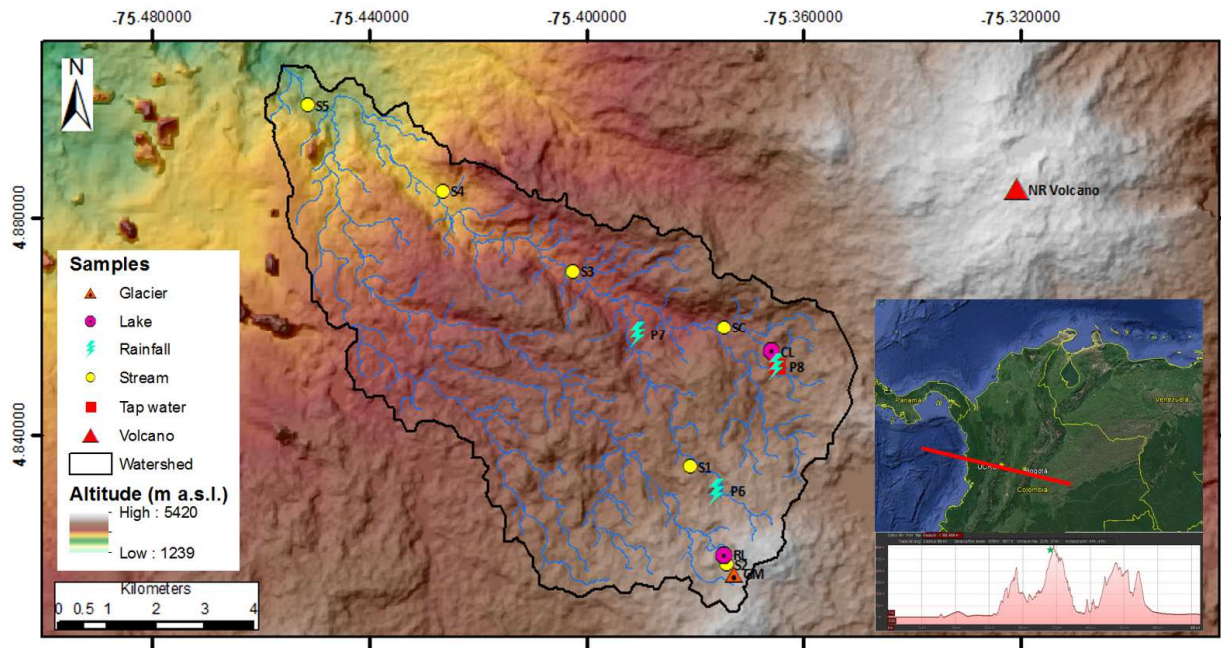 -75.480000 -75.440000 -75.400000 -75.360000 -75.320000
N
S5
S4
NR Volcano
4.880000
S3
SC
P7
CL
P8
4.840000
S1
P6
RL
S2
GM
Samples
Glacier
Lake
Rainfall
Stream
Tap water
Volcano
Watershed
Altitude (m a.s.l.)
High : 5420
Low : 1239
Kilometers
0 0.5 1 2 3 4
Panama
Venezuela
Bogota
Colombia